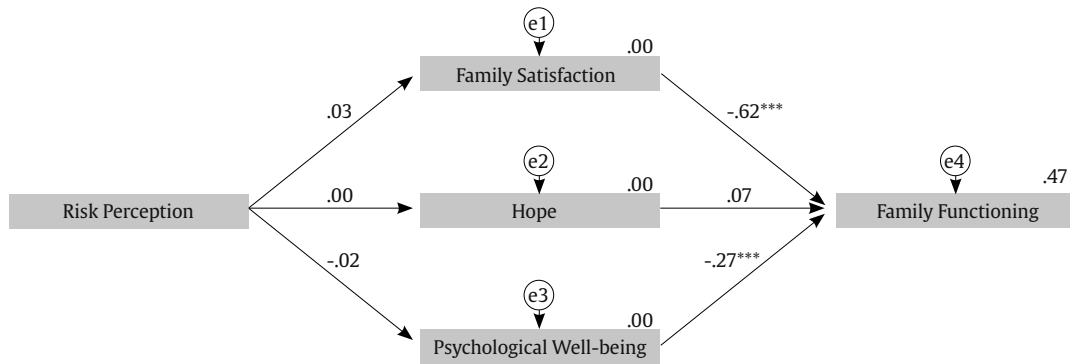 e1
.00
Family Satisfaction
.03
-.62***
e2
e4
.00
.47
Risk Perception
.00
Hope
.07
Family Functioning
-.02
-.27***
e3
.00
Psychological Well-being